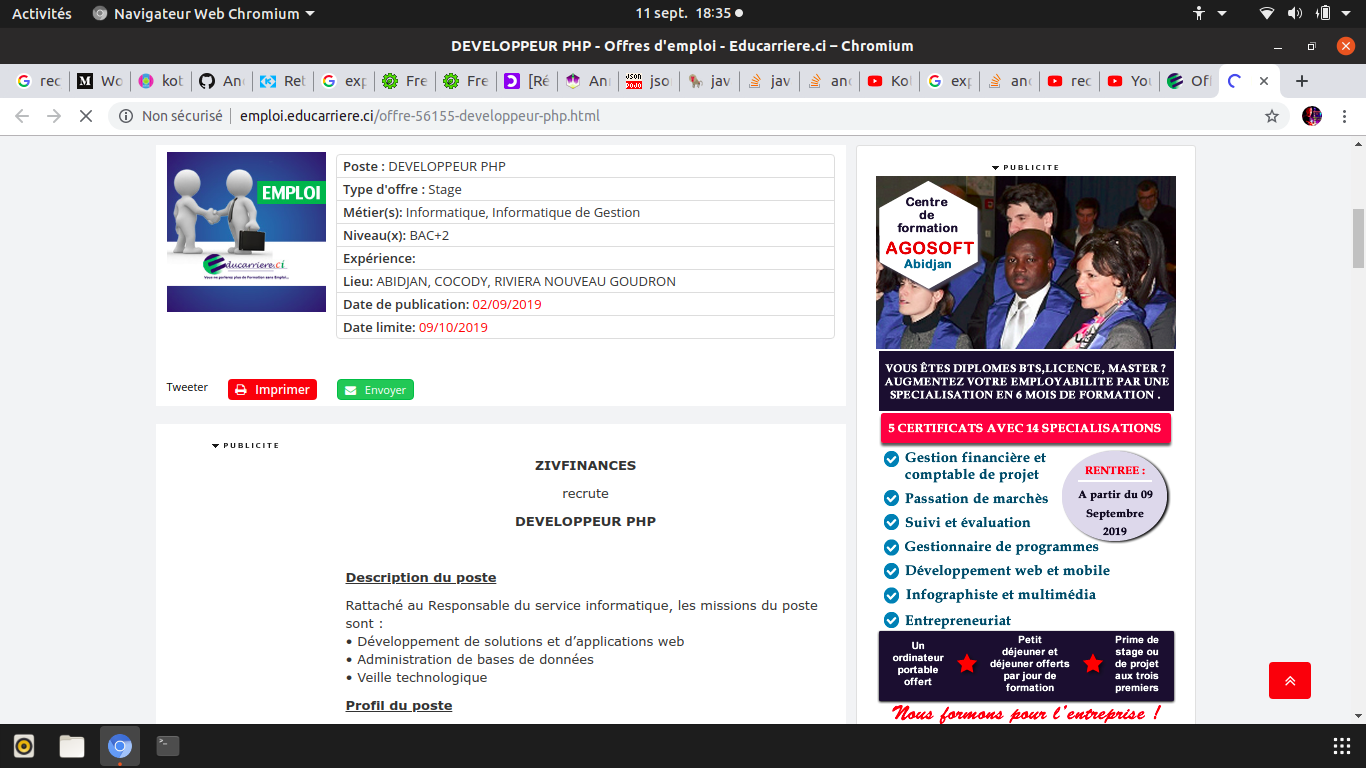 Activités
Navigateur Web Chromium
11 sept. 18:35
DEVELOPPEUR PHP - Offres d'emploi - Educarriere.ci – Chromium
rec
Wo
kot
An
Ret
exp
Fre
Fre
[Ré
An
jso
jav
jav
and
Kol
exp
and
rec
You
Off
Non sécurisé
emploi.educarriere.ci/offre-56155-developpeur-php.html
EMPLOI
educarriere.ci
Poste : DEVELOPPEUR PHP
Type d'offre : Stage
Métier(s): Informatique, Informatique de Gestion
Niveau(x): BAC+2
Expérience:
Lieu: ABIDJAN, COCODY, RIVIERA NOUVEAU GOUDRON
Date de publication: 02/09/2019
Date limite: 09/10/2019
Tweeter
Imprimer
Envoyer
PUBLICITE
ZIVFINANCES
recrute
DEVELOPPEUR PHP
Description du poste
Rattaché au Responsable du service informatique, les missions du poste
sont :
• Développement de solutions et d’applications web
• Administration de bases de données
• Veille technologique
Profil du poste
PUBLICITE
Centre
de
formation
AGOSOFT
Abidjan
VOUS ÊTES DIPLOMES BTS,LICENCE, MASTER ?
AUGMENTEZ VOTRE EMPLOYABILITE PAR UNE
SPECIALISATION EN 6 MOIS DE FORMATION .
5 CERTIFICATS AVEC 14 SPECIALISATIONS
Gestion financière et
comptable de projet
Passation de marchès
Suivi et évaluation
Gestionnaire de programmes
Développement web et mobile
Infographiste et multimédia
Entrepreneuriat
RENTREE :
A partir du 09
Septembre
2019
Un
ordinateur
portable
offert
Petit
déjeuner et
déjeuner offerts
par jour de
formation
Prime de
stage ou
de projet
aux trois
premiers
Nous formons pour l'entreprise !